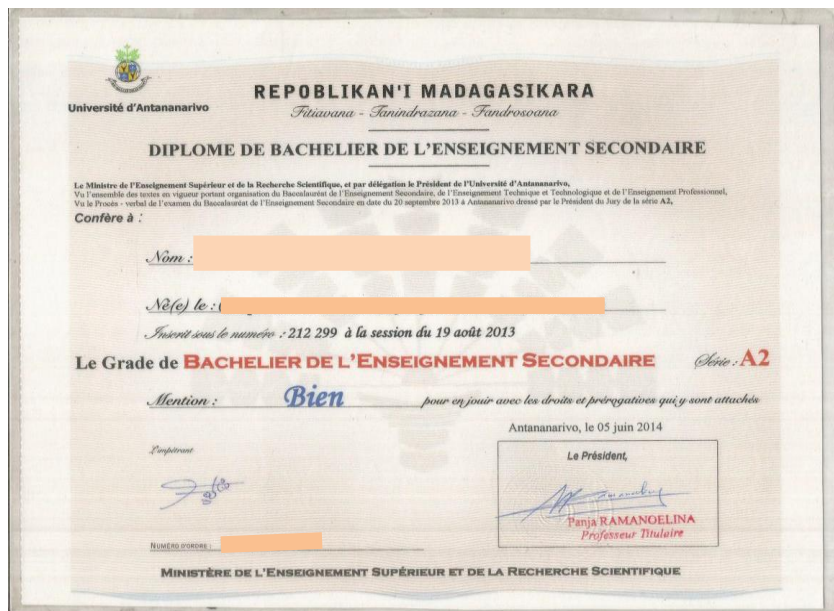 Université d'Antananarivo
REPOBLIKAN'I MADAGASIKARA
Fitiavana - Tanindrazana - Fandrosoana
DIPLOME DE BACHELIER DE L'ENSEIGNEMENT SECONDAIRE
Le Ministre de l'Enseignement Supérieur et de la Recherche Scientifique, et par délégation le Président de l'Université d'Antananarivo,
Vu l'ensemble des textes en vigueur portant organisation du Baccalauréat de l'Enseignement Secondaire, de l'Enseignement Technique et Technologique et de l'Enseignement Professionnel,
Vu le Procès - verbal de l'examen du Baccalauréat de l'Enseignement Secondaire en date du 20 septembre 2013 à Antananarivo dressé par le Président du Jury de la série A2,
Confère à :
Nom :
Né(e) le :
Inscrit sous le numéro : 212 299 à la session du 19 août 2013
Le Grade de BACHELIER DE L'ENSEIGNEMENT SECONDAIRE Série : A2
Mention : Bien pour en jouir avec les droits et prérogatives qui y sont attachés
Antananarivo, le 05 juin 2014
L'impétrant
Le Président,
Panja RAMANOELINA
Professeur Titulaire
NUMÉRO D'ORDRE :
MINISTÈRE DE L'ENSEIGNEMENT SUPÉRIEUR ET DE LA RECHERCHE SCIENTIFIQUE